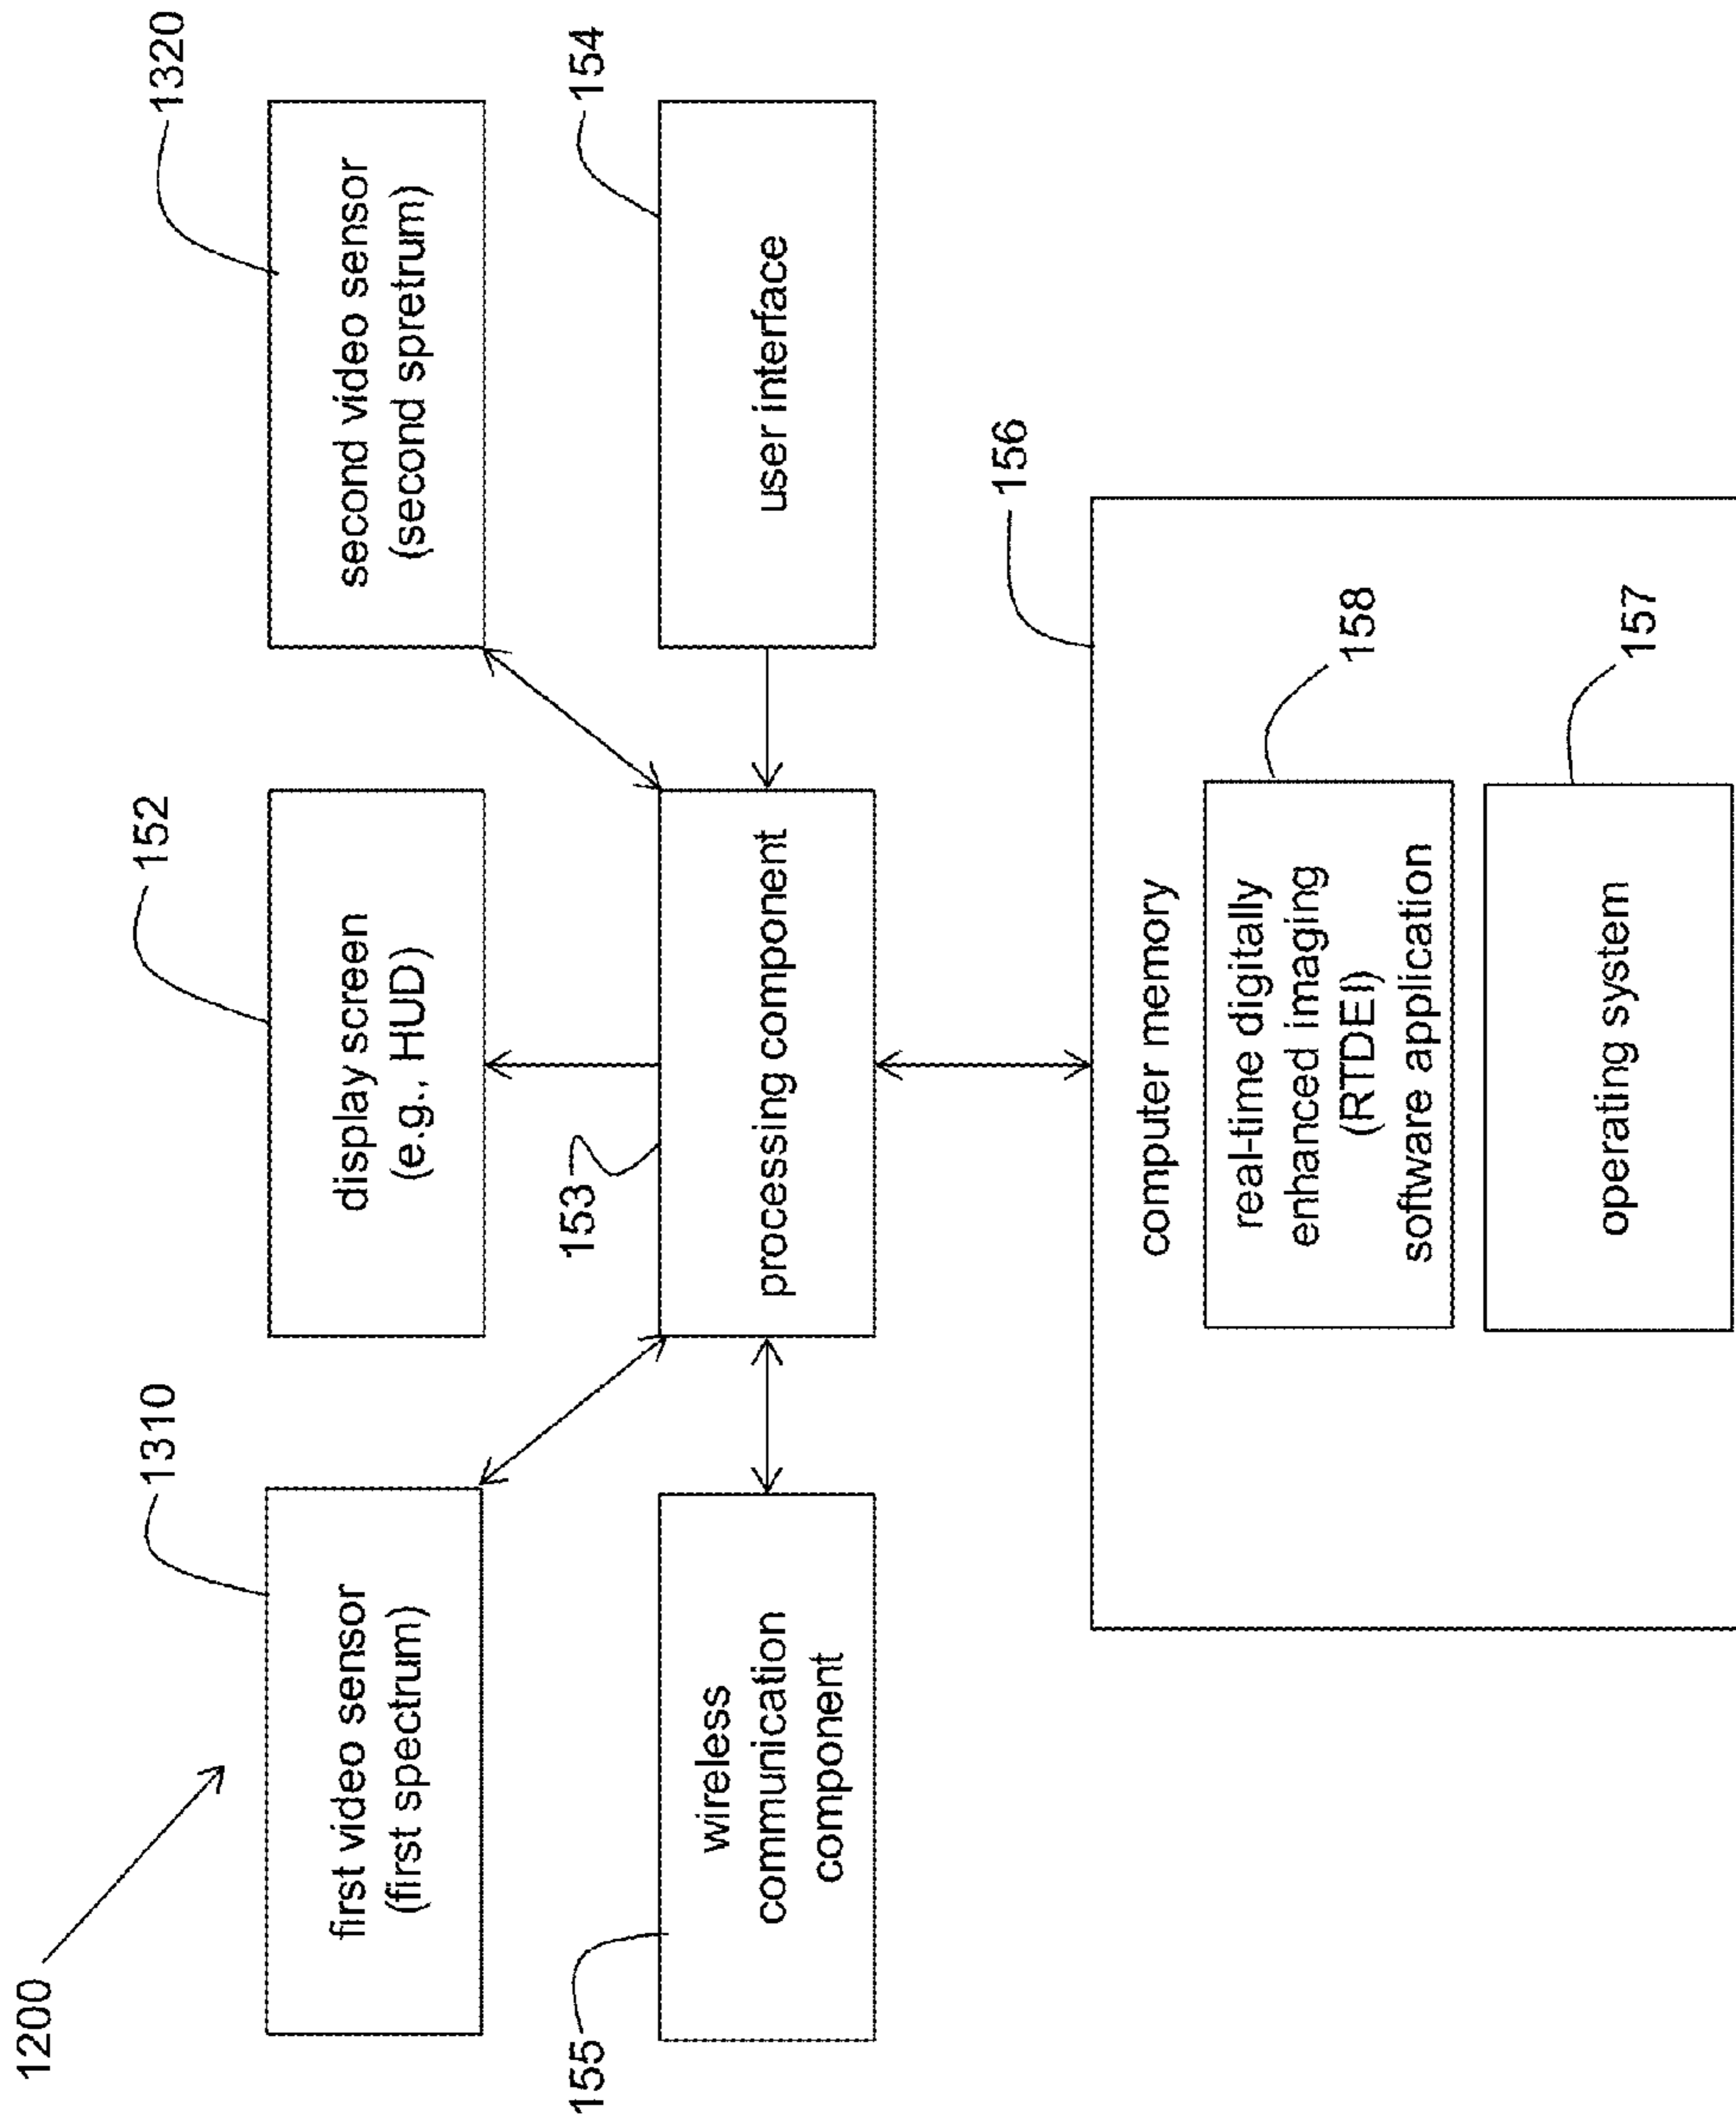 1200
1310
first video sensor
(first spectrum)
152
display screen
(e.g., HUD)
1320
second video sensor
(second spretrum)
155
wireless
communication
component
153
processing component
154
user interface
156
computer memory
158
real-time digitally
enhanced imaging
(RTDEI)
software application
157
operating system